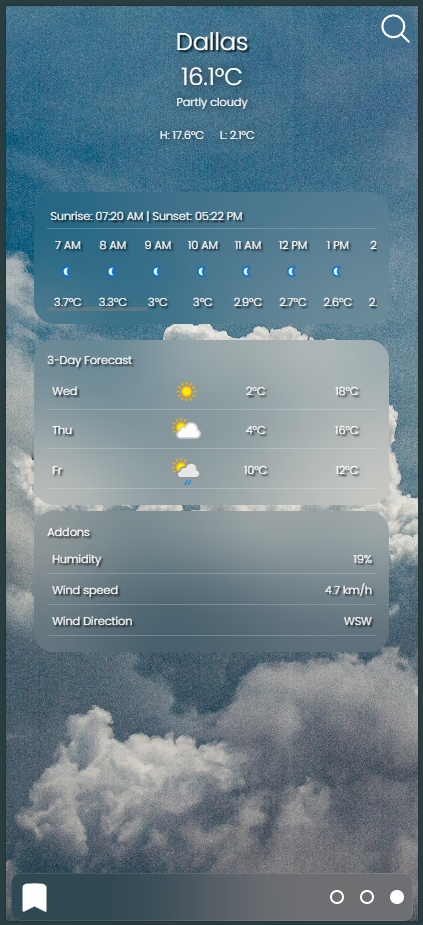 Dallas
16.1°C
Partly cloudy
H: 17.6°C L: 2.1°C
Sunrise: 07:20 AM | Sunset: 05:22 PM
7 AM 8 AM 9 AM 10 AM 11 AM 12 PM 1 PM 2
3.7°C 3.3°C 3°C 3°C 2.9°C 2.7°C 2.6°C 2.
3-Day Forecast
Wed 2°C 18°C
Thu 4°C 16°C
Fr 10°C 12°C
Addons
Humidity 19%
Wind speed 4.7 km/h
Wind Direction WSW